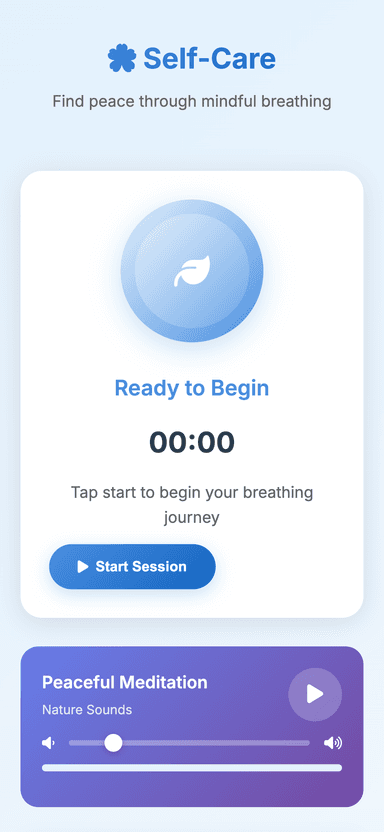 Self-Care
Find peace through mindful breathing
Ready to Begin
00:00
Tap start to begin your breathing
journey
Start Session
Peaceful Meditation
Nature Sounds